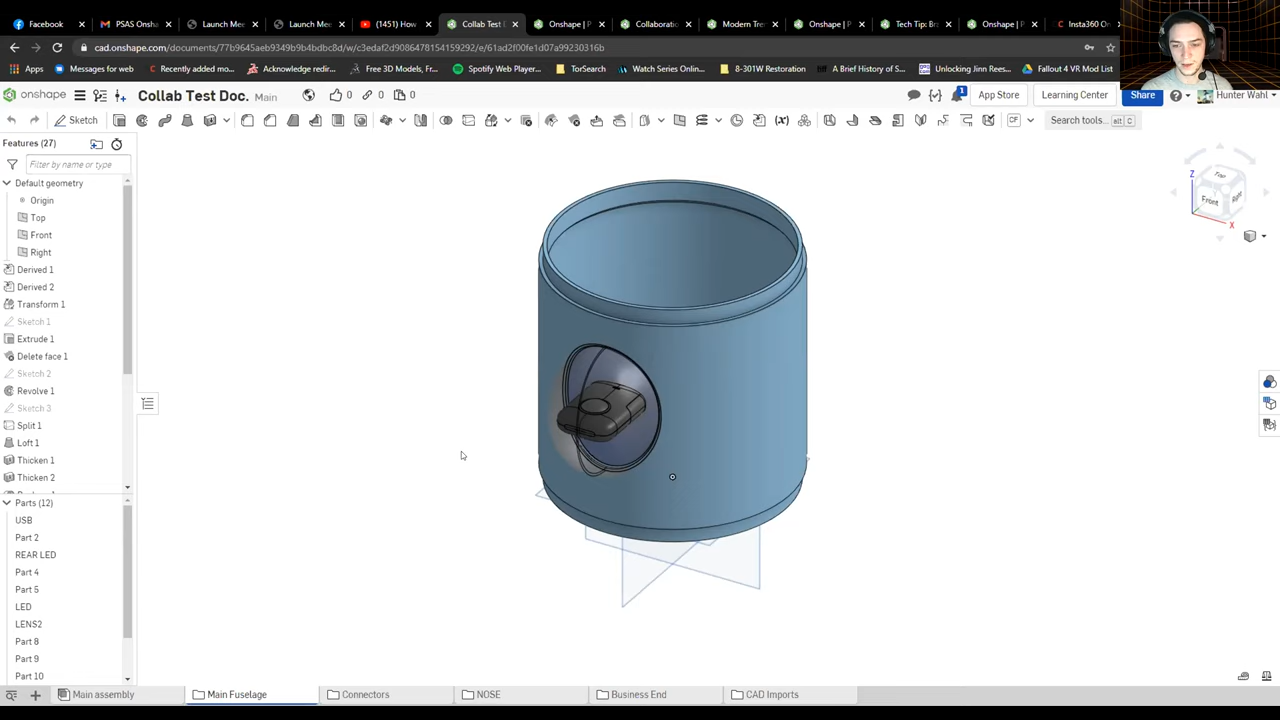 Facebook
PSAS Onsha
Launch Mee
Launch Mee
(1451) How
Collab Test
Onshape | P
Collaboratio
Modern Tre
Onshape | P
Tech Tip: Br
Onshape | P
Insta360 On
cad.onshape.com/documents/77b9645aeb9349b9b4bdbc8d/w/c3edaf2d9086478154159292/e/61ad2f00fe1d07a99230316b
Apps
Messages for web
Recently added mo...
Acknowledge redir...
Free 3D Models, Fr...
Spotify Web Player...
TorSearch
Watch Series Onlin...
8-301W Restoration
A Brief History of S...
Unlocking Jinn Rees...
Fallout 4 VR Mod List
onshape
Collab Test Doc.
Main
0
0
0
1
App Store
Learning Center
Share
Hunter Wahl
Sketch
Search tools...
alt C
Features (27)
Filter by name or type
Default geometry
Origin
Top
Front
Right
Derived 1
Derived 2
Transform 1
Sketch 1
Extrude 1
Delete face 1
Sketch 2
Revolve 1
Sketch 3
Split 1
Loft 1
Thicken 1
Thicken 2
Parts (12)
USB
Part 2
REAR LED
Part 4
Part 5
LED
LENS2
Part 8
Part 9
Part 10
Z
Top
Front
Right
X
Main assembly
Main Fuselage
Connectors
NOSE
Business End
CAD Imports